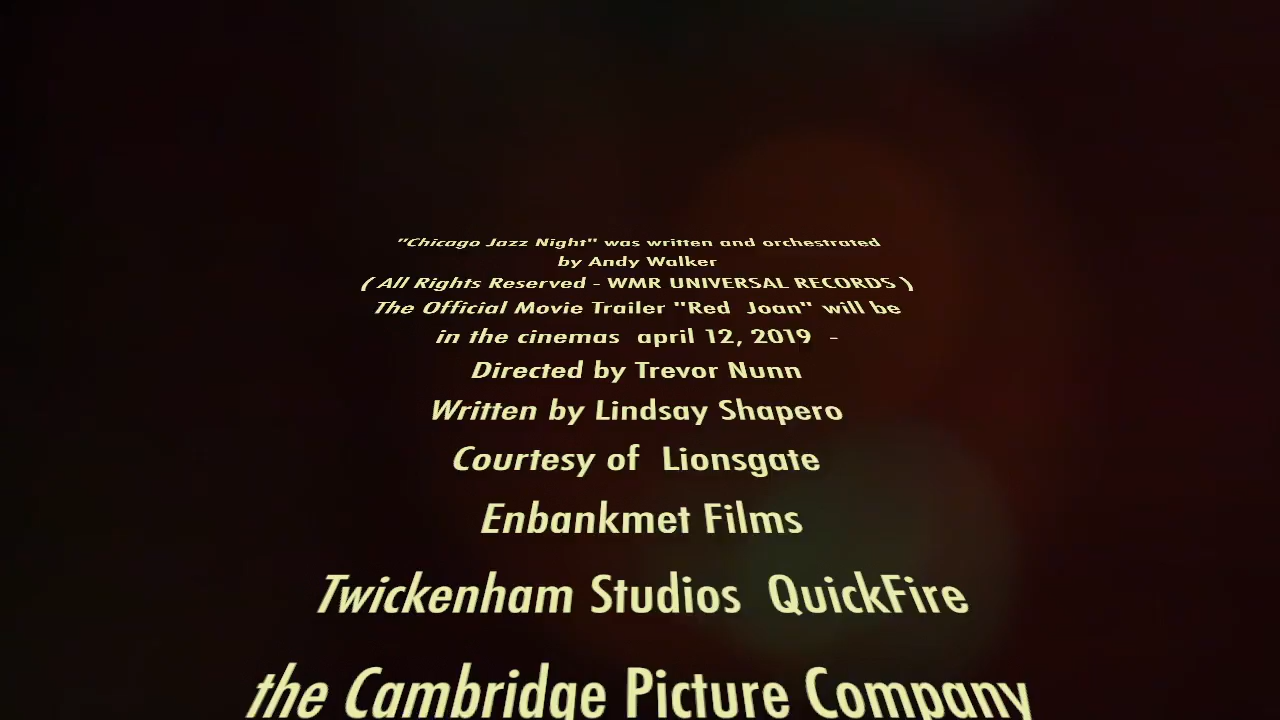 "Chicago Jazz Night" was written and orchestrated
by Andy Walker
( All Rights Reserved - WMR UNIVERSAL RECORDS )
The Official Movie Trailer "Red Joan" will be
in the cinemas april 12, 2019 -
Directed by Trevor Nunn
Written by Lindsay Shapero
Courtesy of Lionsgate
Enbankmet Films
Twickenham Studios QuickFire
the Cambridge Picture Company